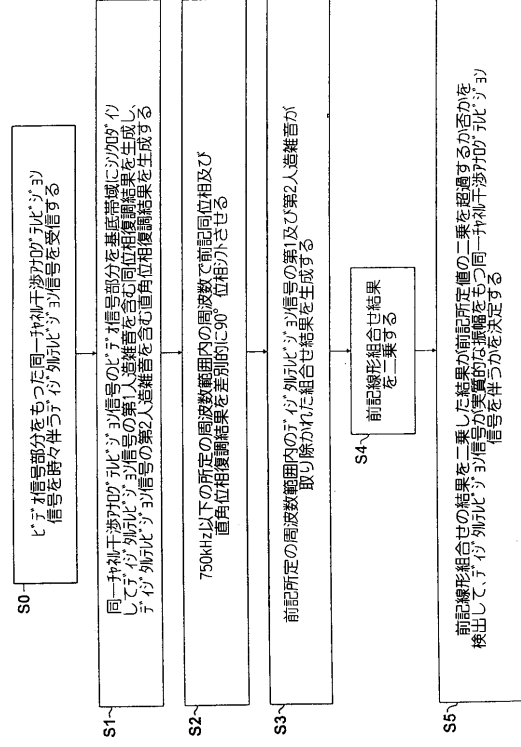 S0
ビデオ信号部分をもった同一チャネル干渉アナログテレビジョン
信号を時々伴うディジタルテレビジョン信号を受信する
S1
同一チャネル干渉アナログテレビジョン信号のビデオ信号部分を基底帯域にシンクロダイン
してディジタルテレビジョン信号の第1人造雑音を含む同位相復調結果を生成し、
ディジタルテレビジョン信号の第2人造雑音を含む直角位相復調結果を生成する
S2
750kHz以下の所定の周波数範囲内の周波数で前記同位相及び
直角位相復調結果を差別的に90°位相シフトさせる
S3
前記所定の周波数範囲内のディジタルテレビジョン信号の第1及び第2人造雑音が
取り除かれた組合せ結果を生成する
S4
前記線形組合せ結果
を二乗する
S5
前記線形組合せの結果を二乗した結果が前記所定値の二乗を超過するか否かを
検出して、ディジタルテレビジョン信号が実質的な振幅をもつ同一チャネル干渉アナログテレビジョン
信号を伴うかを決定する